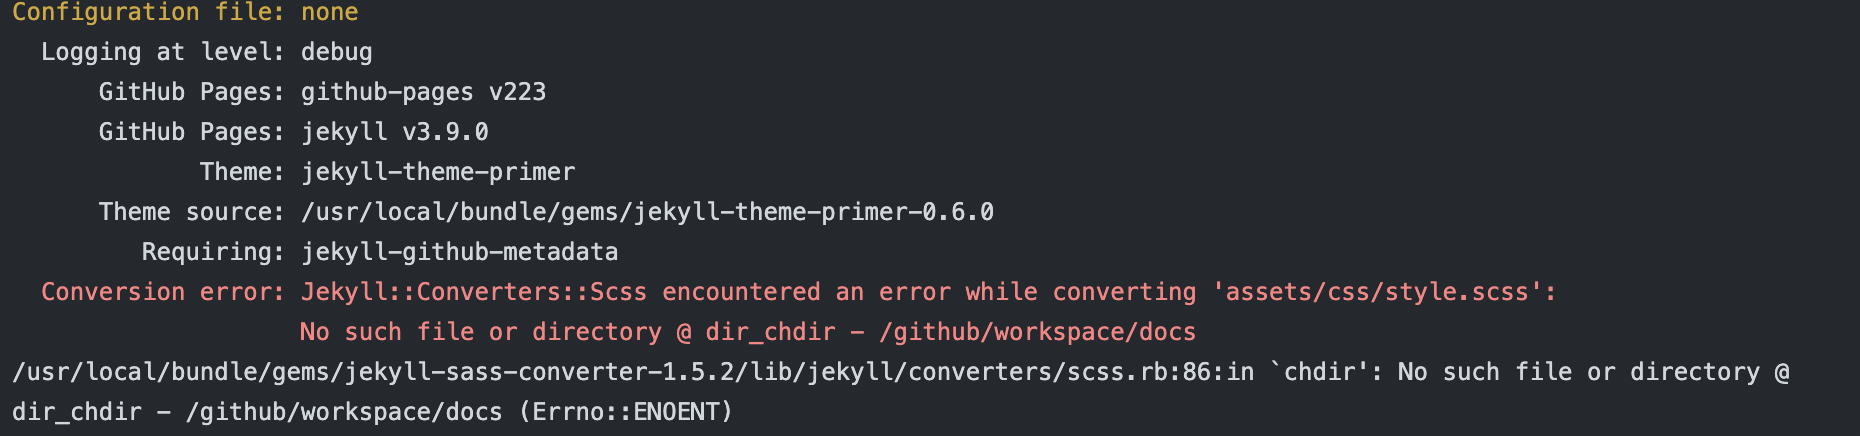 Configuration file: none
Logging at level: debug
GitHub Pages: github-pages v223
GitHub Pages: jekyll v3.9.0
Theme: jekyll-theme-primer
Theme source: /usr/local/bundle/gems/jekyll-theme-primer-0.6.0
Requiring: jekyll-github-metadata
Conversion error: Jekyll::Converters::Scss encountered an error while converting 'assets/css/style.scss':
No such file or directory @ dir_chdir - /github/workspace/docs
/usr/local/bundle/gems/jekyll-sass-converter-1.5.2/lib/jekyll/converters/scss.rb:86:in `chdir': No such file or directory @
dir_chdir - /github/workspace/docs (Errno::ENOENT)